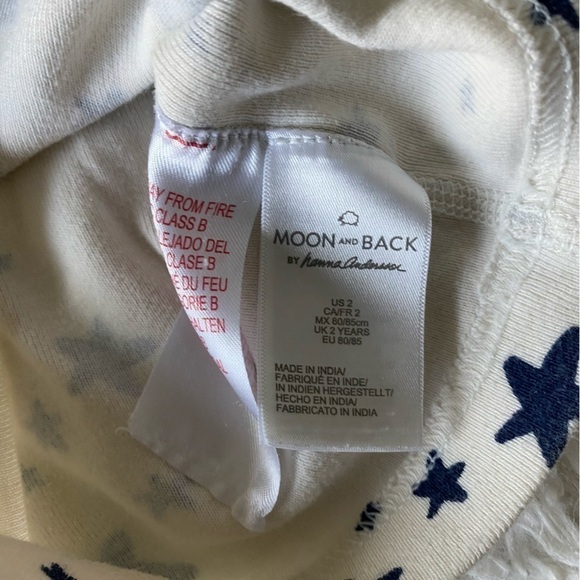 AY FROM FIRE
CLASS B
LEJADO DEL
CLASE B
DU FEU
ORIE B
HALTEN
MOON AND BACK
BY hanna Andersson
US 2
CA/FR 2
MX 80/85cm
UK 2 YEARS
EU 80/85
MADE IN INDIA/
FABRIQUÉ EN INDE/
IN INDIEN HERGESTELLT/
HECHO EN INDIA/
FABBRICATO IN INDIA